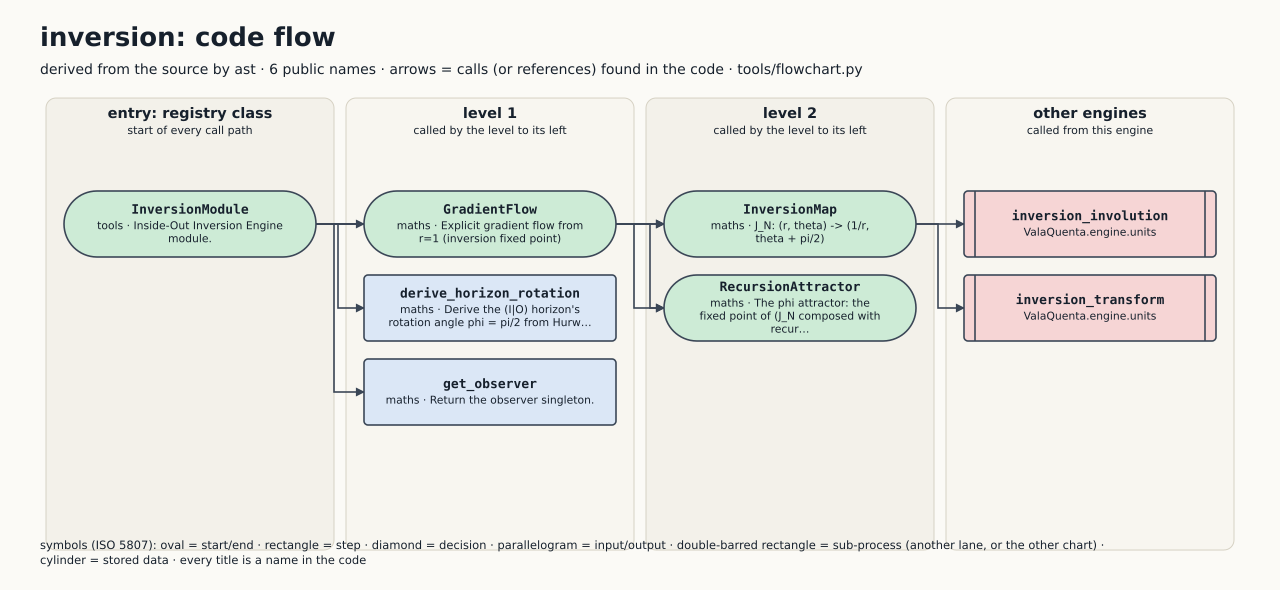 inversion: code flow
derived from the source by ast · 6 public names · arrows = calls (or references) found in the code · tools/flowchart.py
entry: registry class
start of every call path
level 1
called by the level to its left
level 2
called by the level to its left
other engines
called from this engine
InversionModule
tools · Inside-Out Inversion Engine
module.
GradientFlow
maths · Explicit gradient flow from
r=1 (inversion fixed point)
InversionMap
maths · J_N: (r, theta) -> (1/r,
theta + pi/2)
inversion_involution
ValaQuenta.engine.units
derive_horizon_rotation
maths · Derive the (I|O) horizon's
rotation angle phi = pi/2 from Hurw…
RecursionAttractor
maths · The phi attractor: the
fixed point of (J_N composed with
recur…
inversion_transform
ValaQuenta.engine.units
get_observer
maths · Return the observer singleton.
symbols (ISO 5807): oval = start/end · rectangle = step · diamond = decision · parallelogram = input/output · double-barred rectangle = sub-process (another lane, or the other chart) ·
cylinder = stored data · every title is a name in the code